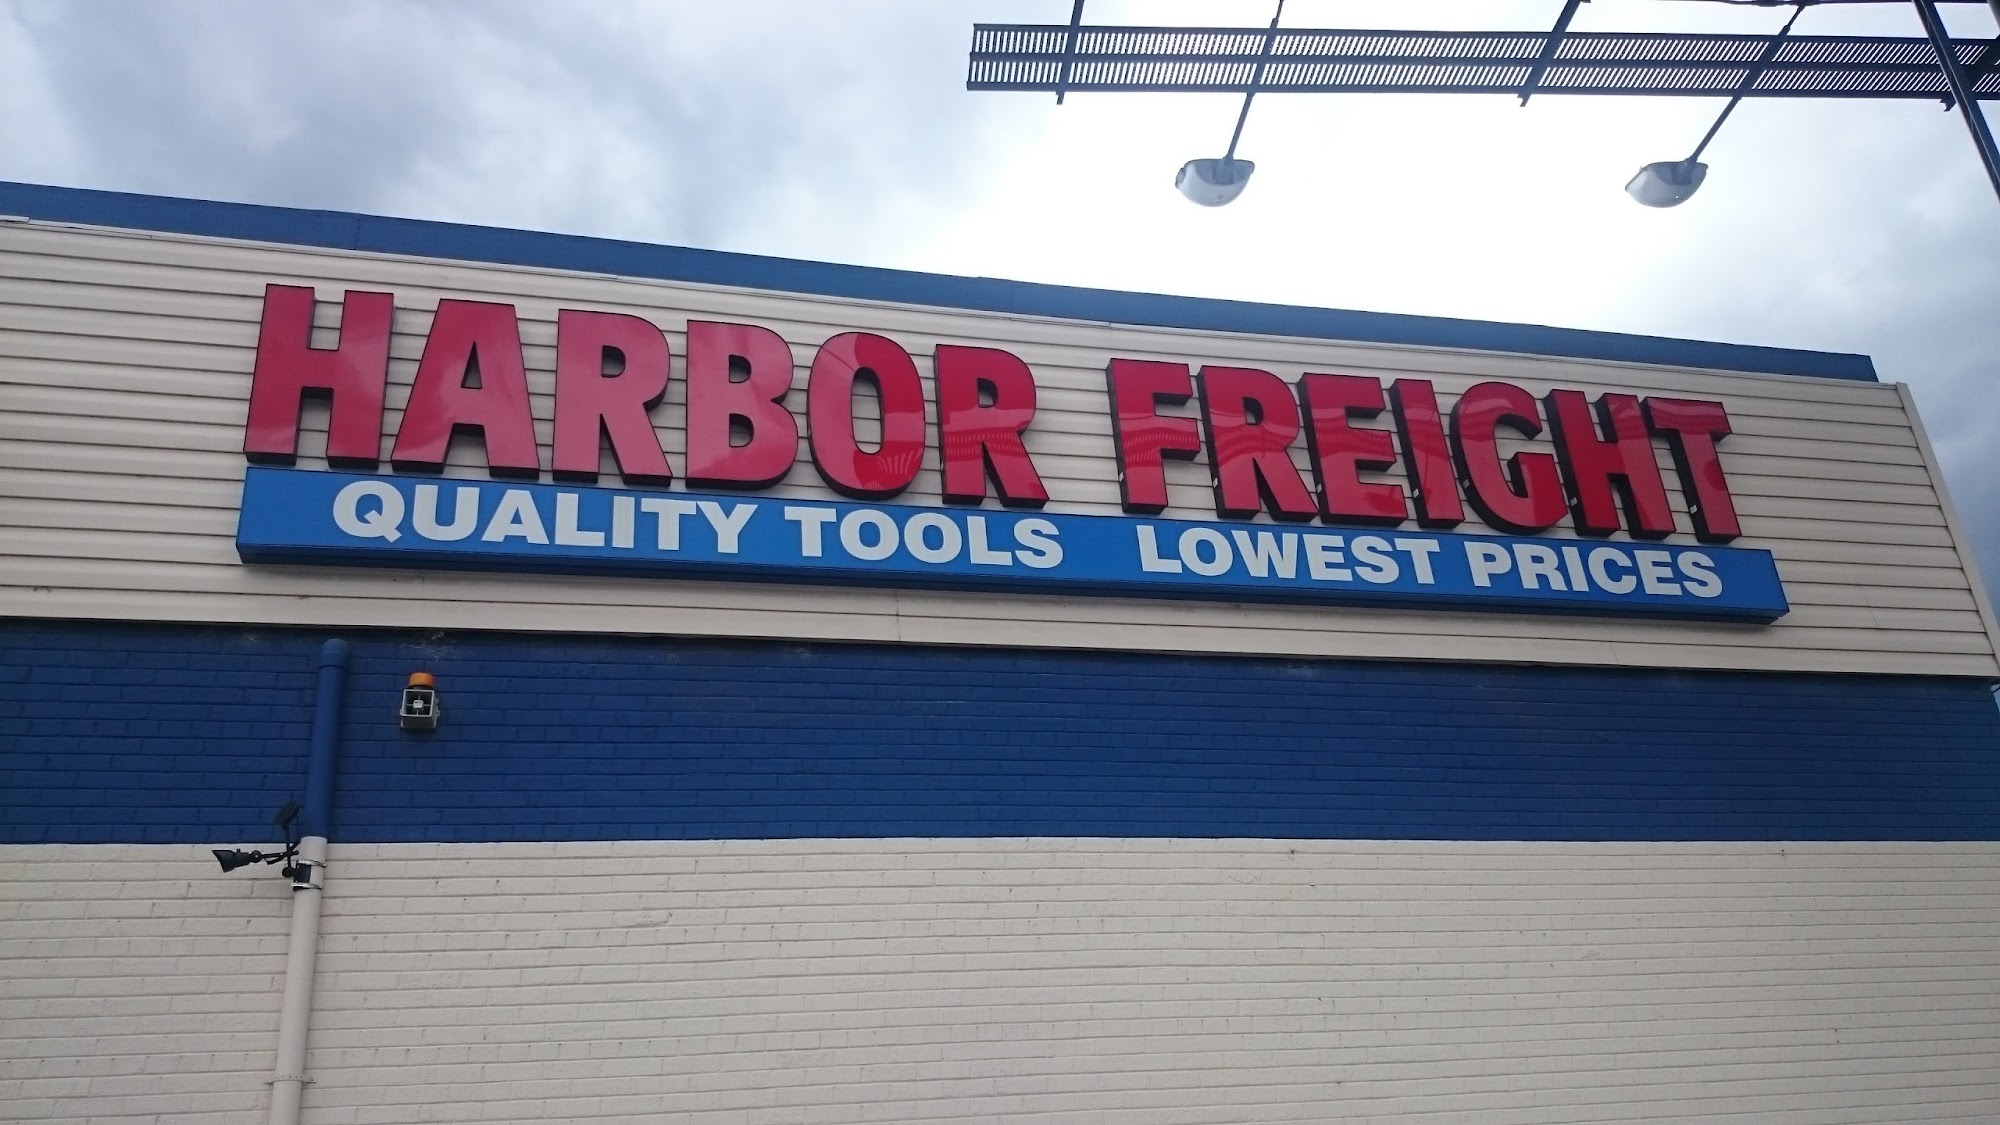 HARBOR FREIGHT
QUALITY TOOLS LOWEST PRICES